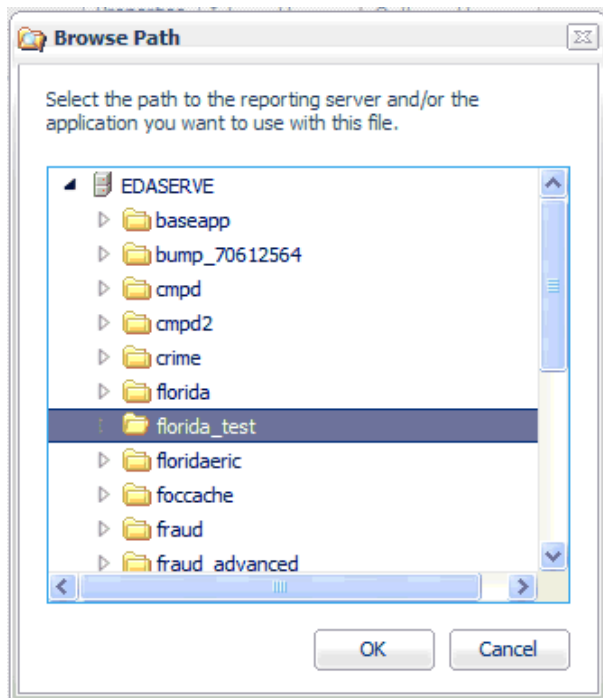 Browse Path
Select the path to the reporting server and/or the
application you want to use with this file.
EDASERVE
baseapp
bump_70612564
cmpd
cmpd2
crime
florida
florida_test
floridaeric
foccache
fraud
fraud_advanced
OK Cancel